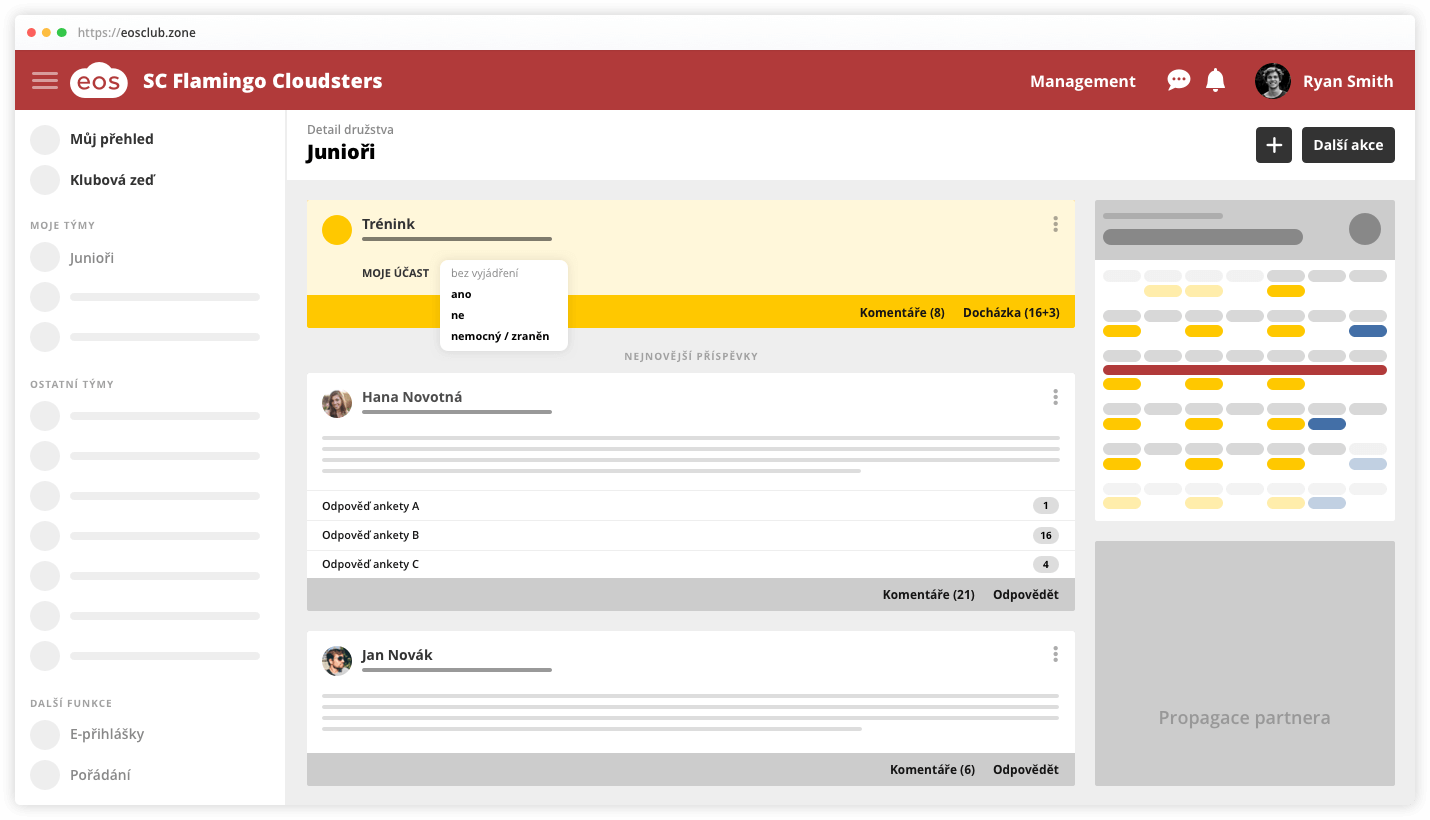 https://eosclub.zone
eos
SC Flamingo Cloudsters
Management
Ryan Smith
Můj přehled
Klubová zeď
MOJE TÝMY
Junioři
OSTATNÍ TÝMY
DALŠÍ FUNKCE
E-přihlášky
Pořádání
Detail družstva
Junioři
Další akce
Trénink
MOJE ÚČAST
bez vyjádření
ano
ne
nemocný / zraněn
Komentáře (8)
Docházka (16+3)
NEJNOVĚJŠÍ PŘÍSPĚVKY
Hana Novotná
Odpověď ankety A
1
Odpověď ankety B
16
Odpověď ankety C
4
Komentáře (21)
Odpovědět
Jan Novák
Komentáře (6)
Odpovědět
Propagace partnera